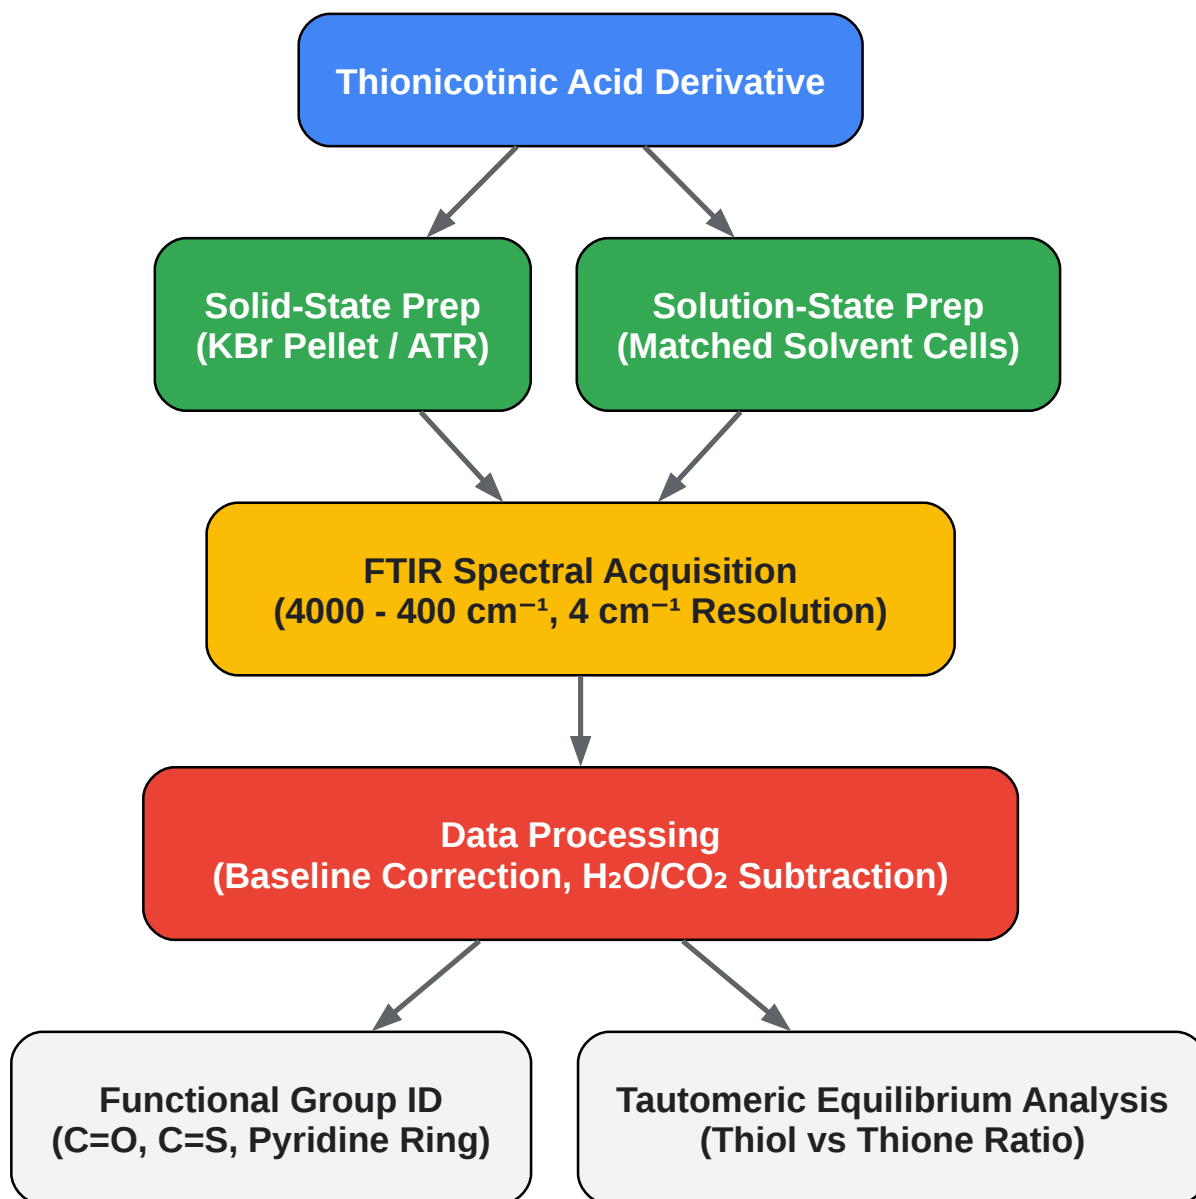 Thionicotinic Acid Derivative
Solid-State Prep
(KBr Pellet / ATR)
Solution-State Prep
(Matched Solvent Cells)
FTIR Spectral Acquisition
(4000 - 400 cm⁻¹, 4 cm⁻¹ Resolution)
Data Processing
(Baseline Correction, H₂O/CO₂ Subtraction)
Functional Group ID
(C=O, C=S, Pyridine Ring)
Tautomeric Equilibrium Analysis
(Thiol vs Thione Ratio)